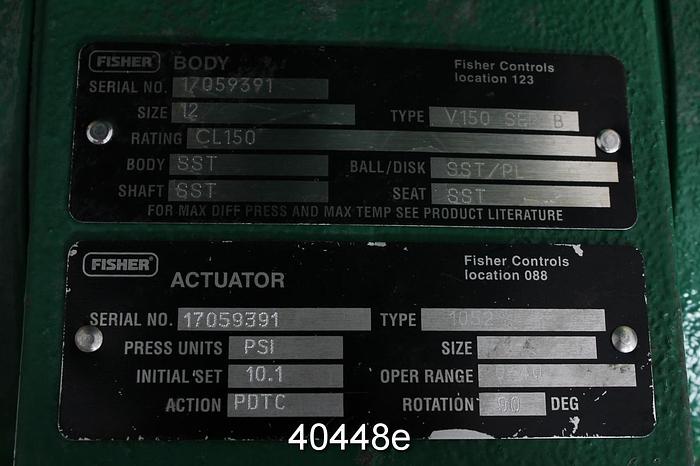 FISHER BODY Fisher Controls
location 123
SERIAL NO. 17059391
SIZE 12 TYPE V150 SER B
RATING CL150
BODY SST BALL/DISK SST/PL
SHAFT SST SEAT SST
FOR MAX DIFF PRESS AND MAX TEMP SEE PRODUCT LITERATURE
FISHER ACTUATOR Fisher Controls
location 088
SERIAL NO. 17059391 TYPE 1052
PRESS UNITS PSI SIZE
INITIAL SET 10.1 OPER RANGE
ACTION PDTC ROTATION 90 DEG
40448e